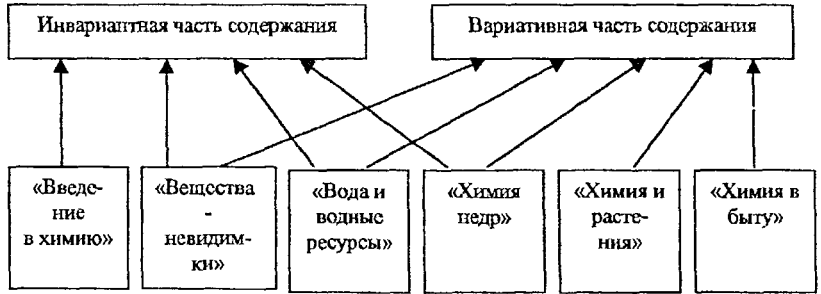 Инвариантная часть содержания
Вариативная часть содержания
«Введе-
ние
в химию»
«Вещества
-
невидим-
ки»
«Вода и
водные
ресурсы»
«Химия
недр»
«Химия и
расте-
ния»
«Химия в
быту»